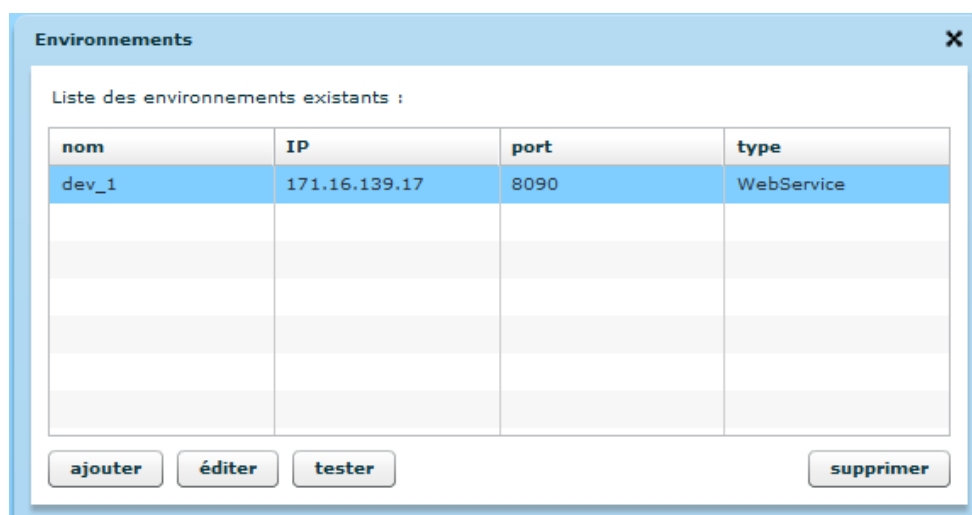 Environnements
Liste des environnements existants :
nom IP port type
dev_1 171.16.139.17 8090 WebService
ajouter éditer tester supprimer